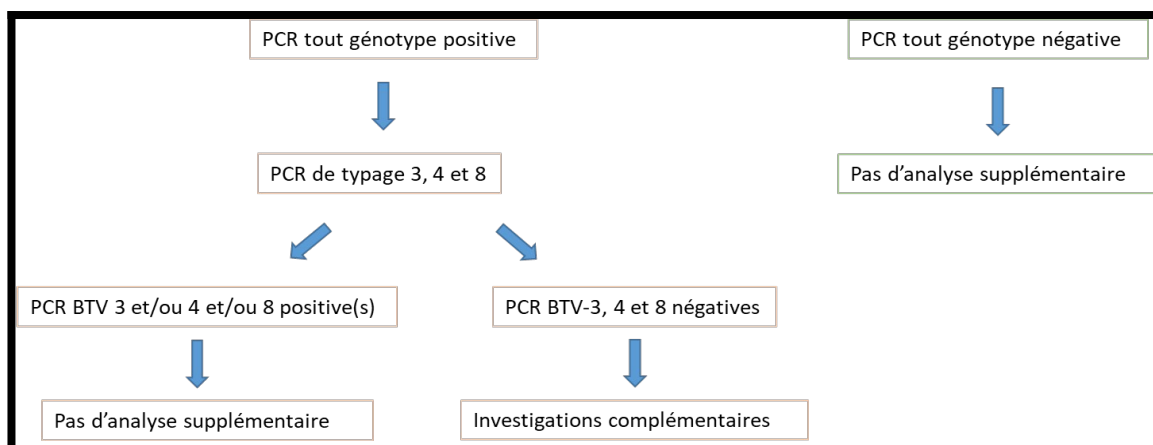 PCR tout génotype positive
PCR tout génotype négative
PCR de typage 3, 4 et 8
Pas d'analyse supplémentaire
PCR BTV 3 et/ou 4 et/ou 8 positive(s)
PCR BTV-3, 4 et 8 négatives
Pas d'analyse supplémentaire
Investigations complémentaires